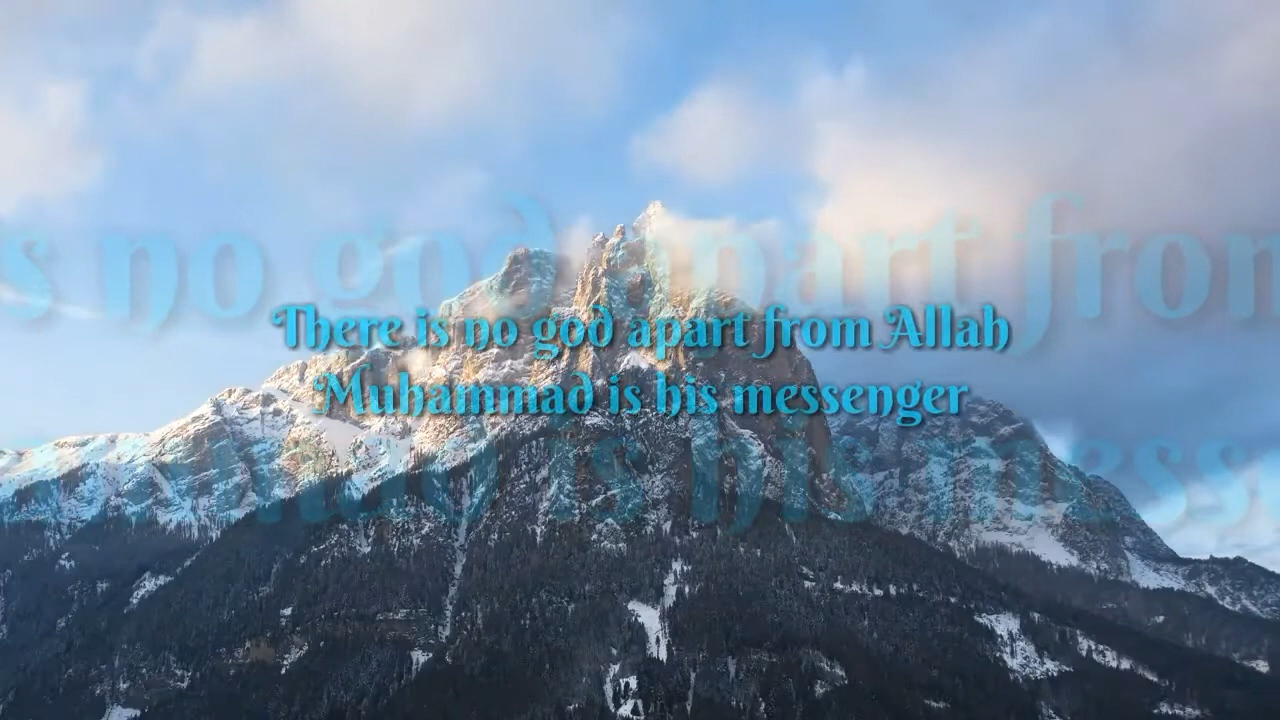 There is no god apart from Allah
Muhammad is his messenger